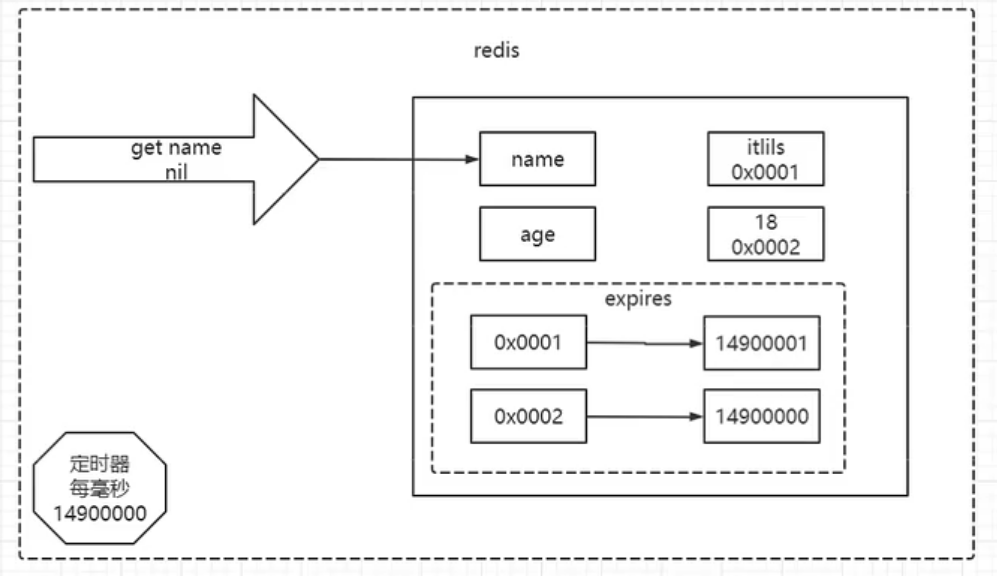 redis
get name
nil
name
itlils
0x0001
age
18
0x0002
expires
0x0001
14900001
0x0002
14900000
定时器
每毫秒
14900000